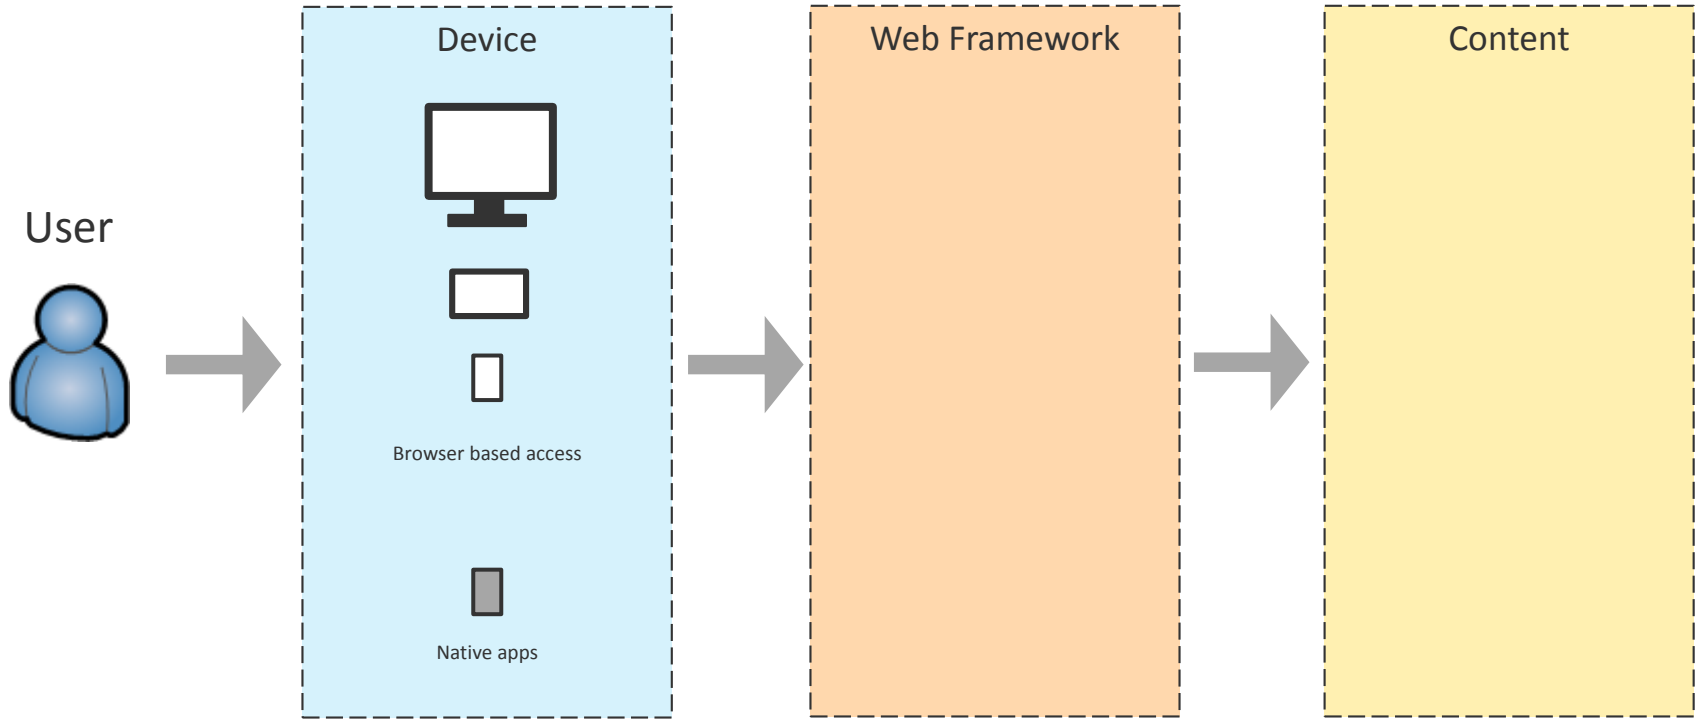 User
Device
Web Framework
Content
Browser based access
Native apps